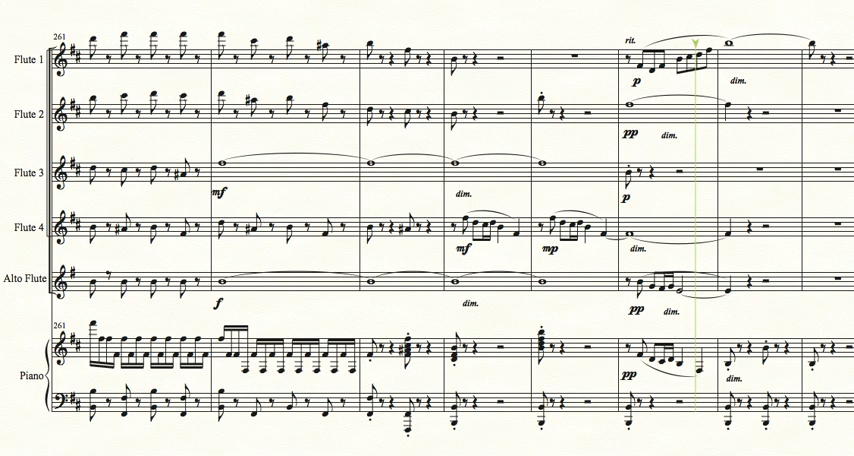 261
rit.
Flute 1
p
dim.
Flute 2
pp dim.
Flute 3
mf
dim.
p
Flute 4
mf
mp
dim.
Alto Flute
f
dim.
pp dim.
261
Piano
pp
dim.